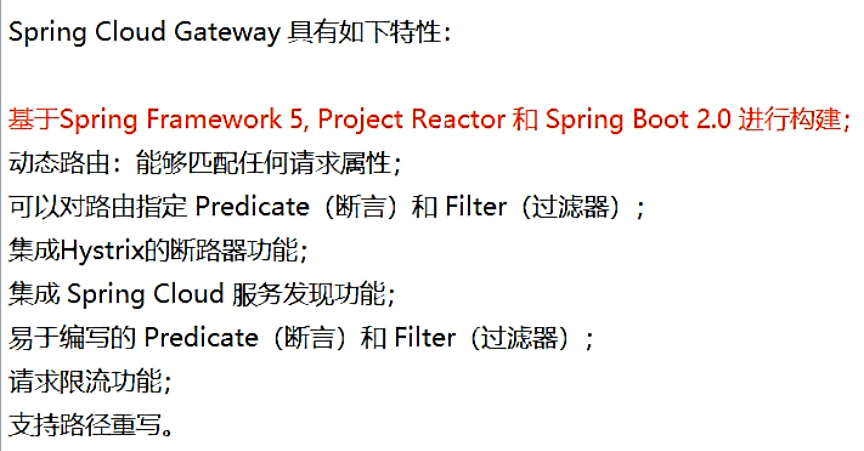 Spring Cloud Gateway 具有如下特性：
基于Spring Framework 5, Project Reactor 和 Spring Boot 2.0 进行构建；
动态路由：能够匹配任何请求属性；
可以对路由指定 Predicate（断言）和 Filter（过滤器）；
集成Hystrix的断路器功能；
集成 Spring Cloud 服务发现功能；
易于编写的 Predicate（断言）和 Filter（过滤器）；
请求限流功能；
支持路径重写。